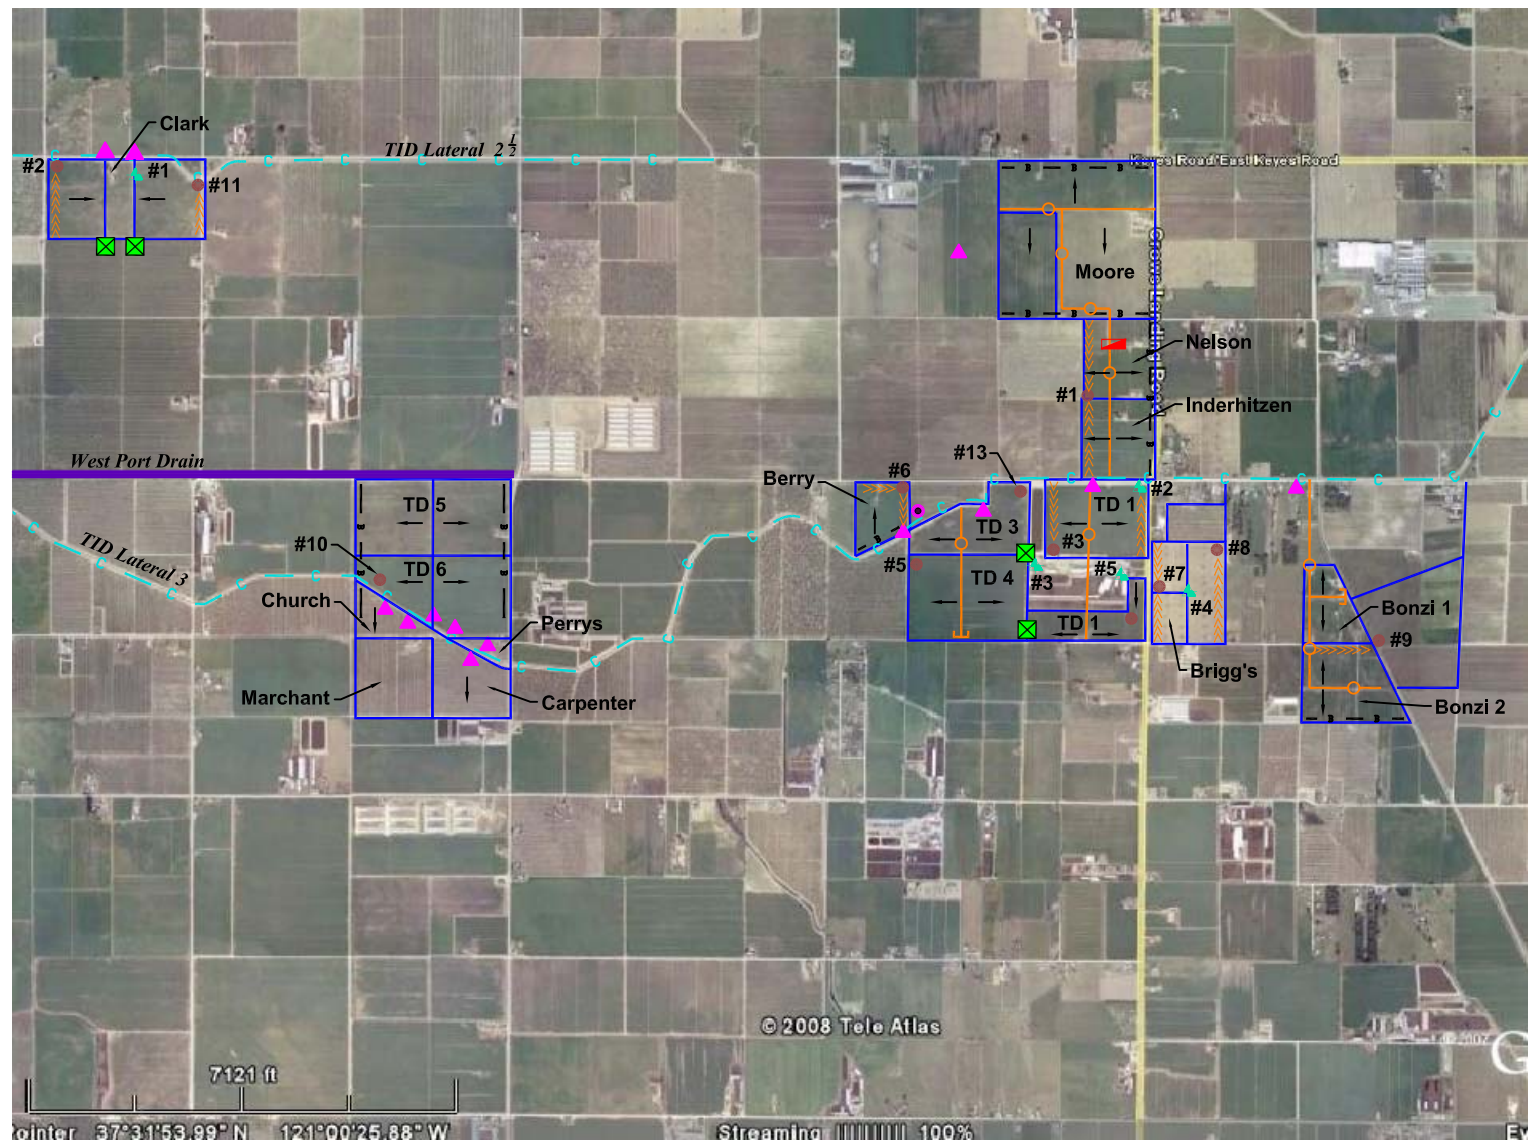 Clark
TID Lateral 2 1/2
Keyes Road/East Keyes Road
#2
#1
#11
Moore
Nelson
#1
Inderhitzen
West Port Drain
#13
Berry
#6
#2
TD 5
TD 1
TD 3
#10
#3
#8
TID Lateral 3
TD 6
#5
#3
#5
#7
TD 4
#4
Church
Bonzi 1
Perrys
TD 1
#9
Brigg's
Marchant
Carpenter
Bonzi 2
© 2008 Tele Atlas
7121 ft
ointer 37°31'53.99" N 121°00'25.88" W
Streaming |||||||||| 100%